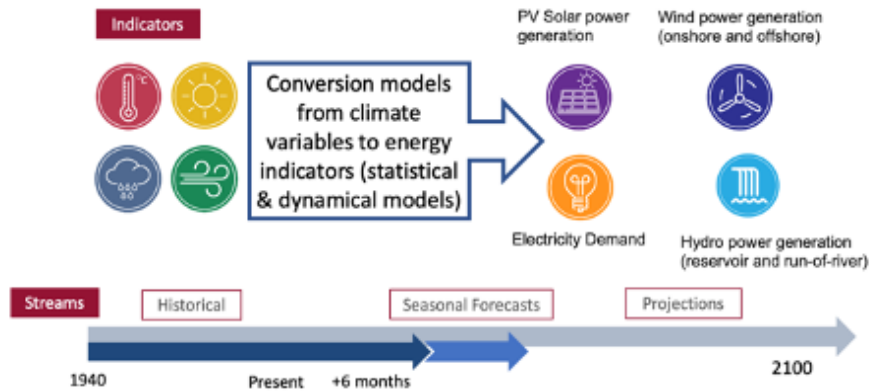 Indicators
°C
Conversion models
from climate
variables to energy
indicators (statistical
& dynamical models)
PV Solar power
generation
Wind power generation
(onshore and offshore)
Electricity Demand
Hydro power generation
(reservoir and run-of-river)
Streams
Historical
Seasonal Forecasts
Projections
1940
Present
+6 months
2100